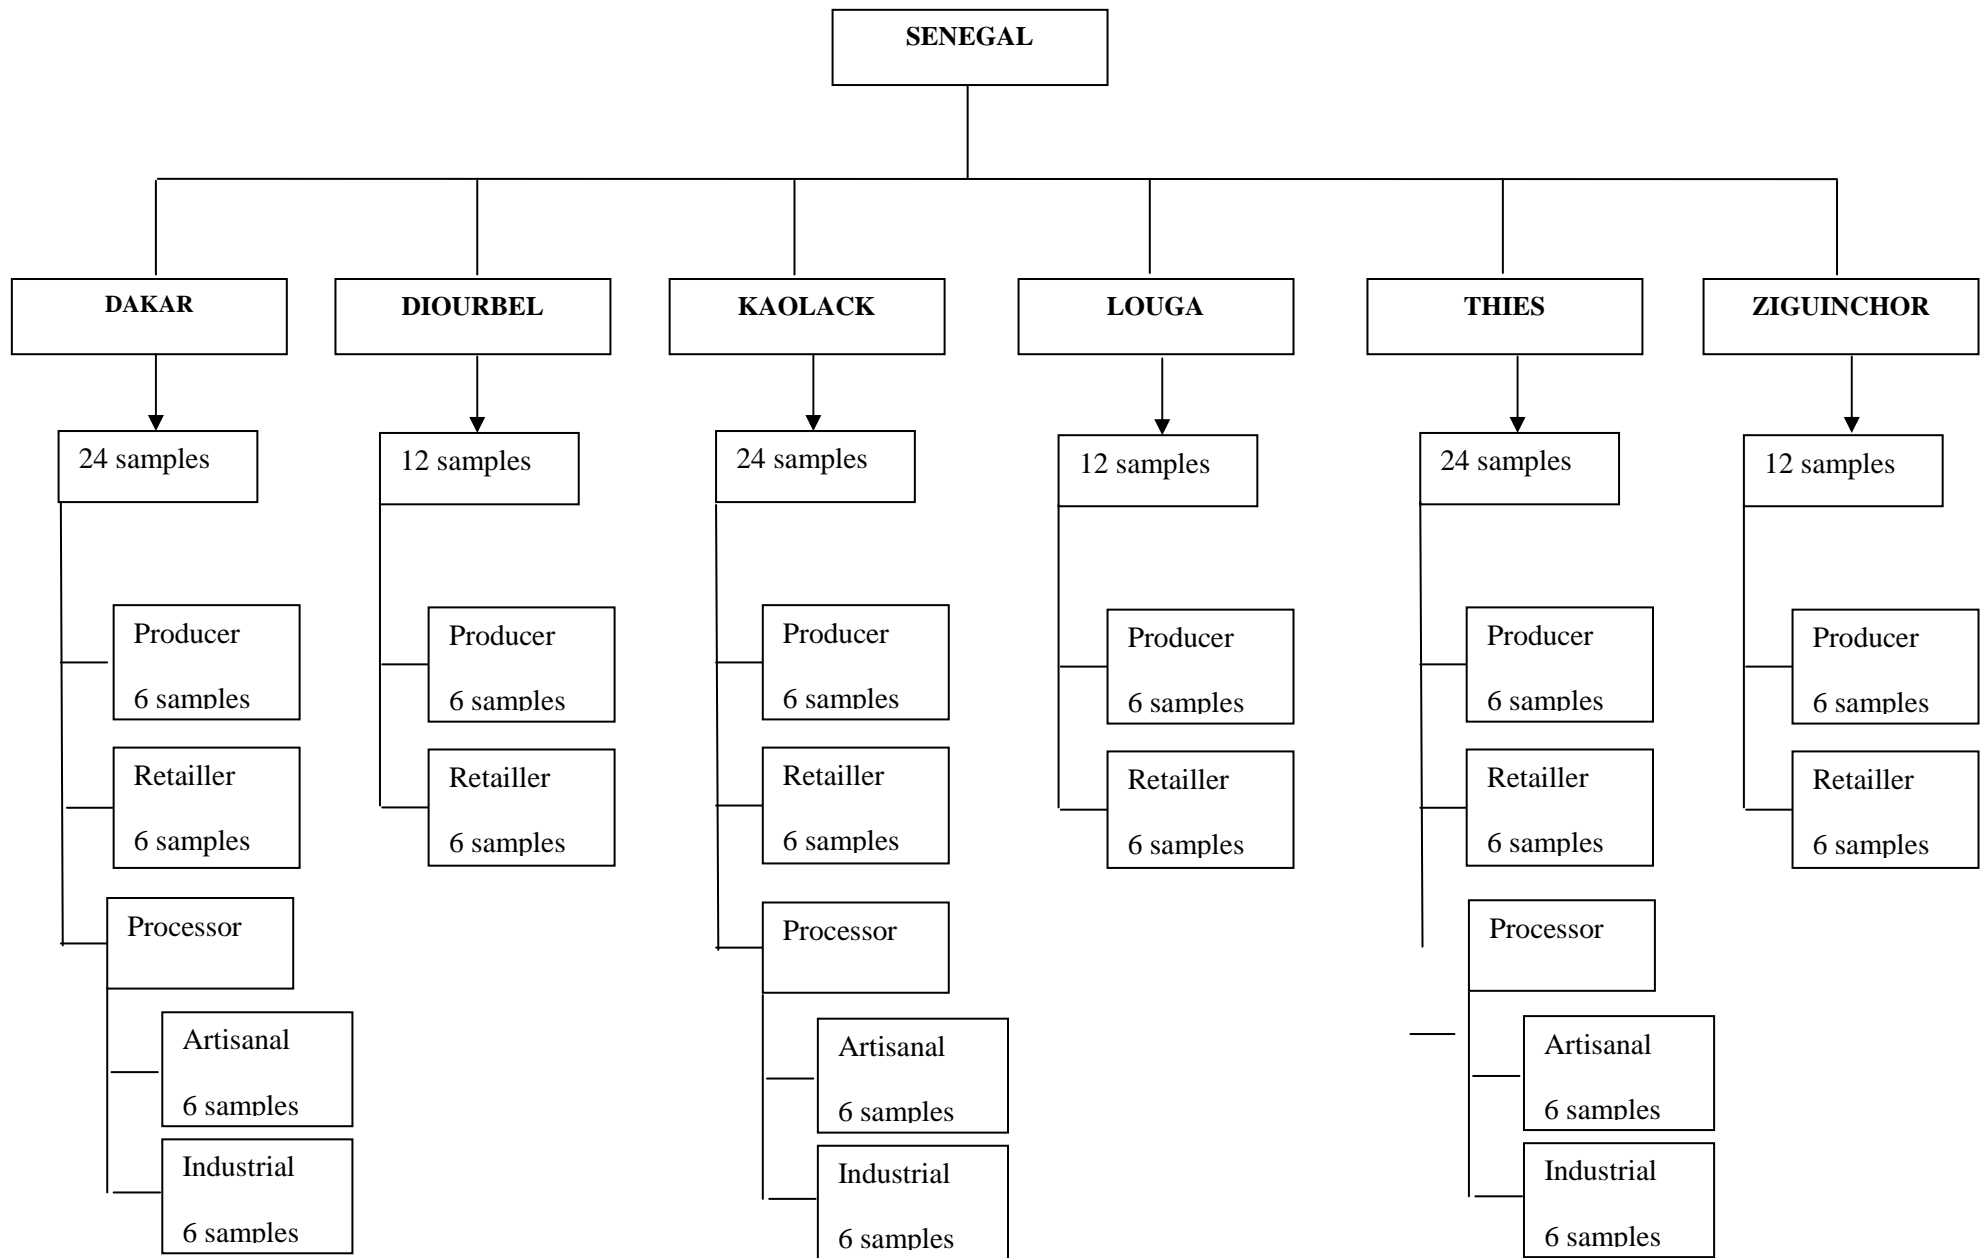 SENEGAL
DAKAR
DIOURBEL
KAOLACK
LOUGA
THIES
ZIGUINCHOR
24 samples
12 samples
24 samples
12 samples
24 samples
12 samples
Producer
6 samples
Producer
6 samples
Producer
6 samples
Producer
6 samples
Producer
6 samples
Producer
6 samples
Retailler
6 samples
Retailler
6 samples
Retailler
6 samples
Retailler
6 samples
Retailler
6 samples
Retailler
6 samples
Processor
Processor
Processor
Artisanal
6 samples
Artisanal
6 samples
Artisanal
6 samples
Industrial
6 samples
Industrial
6 samples
Industrial
6 samples